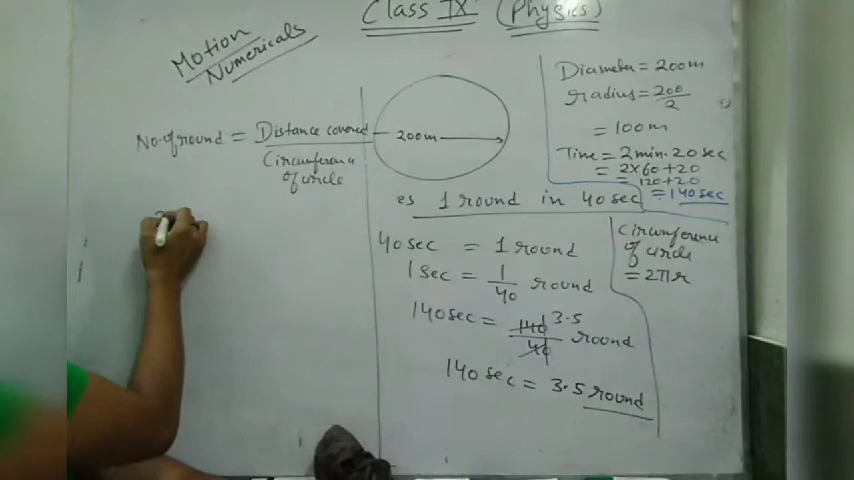 Class IX (Physics)
Motion
Numericals
No. of round = Distance covered
Circumference
of circle
200m
Diameter = 200m
radius = 200
2
= 100m
Time = 2 min. 20 sec
= 2x60+20
= 120+20
= 140 sec
es 1 round in 40 sec
40 sec = 1 round
1 sec = 1
40 round
140 sec = 140 3.5
40 round
140 sec = 3.5 round
Circumference
of circle
= 2πr